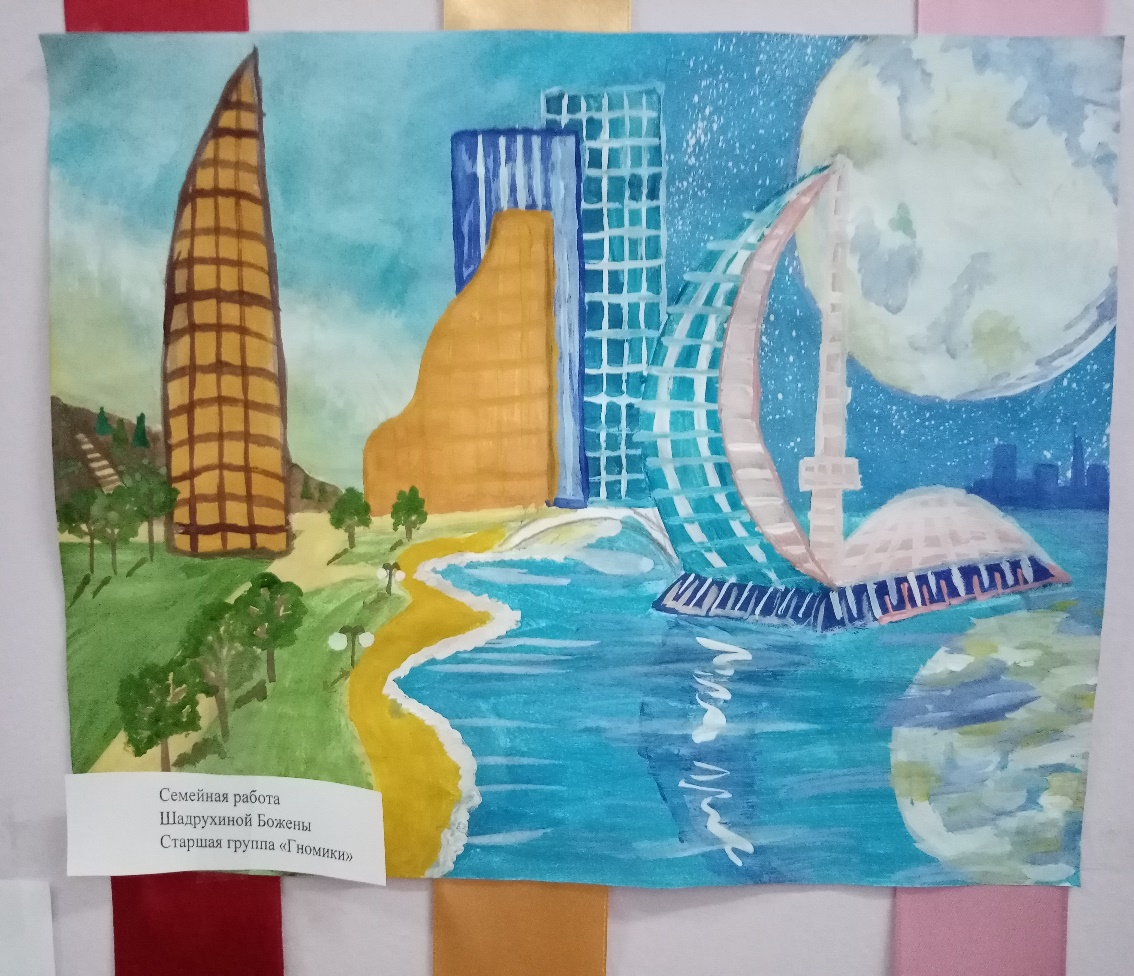 Семейная работа
Шадрухиной Божены
Старшая группа «Гномики»